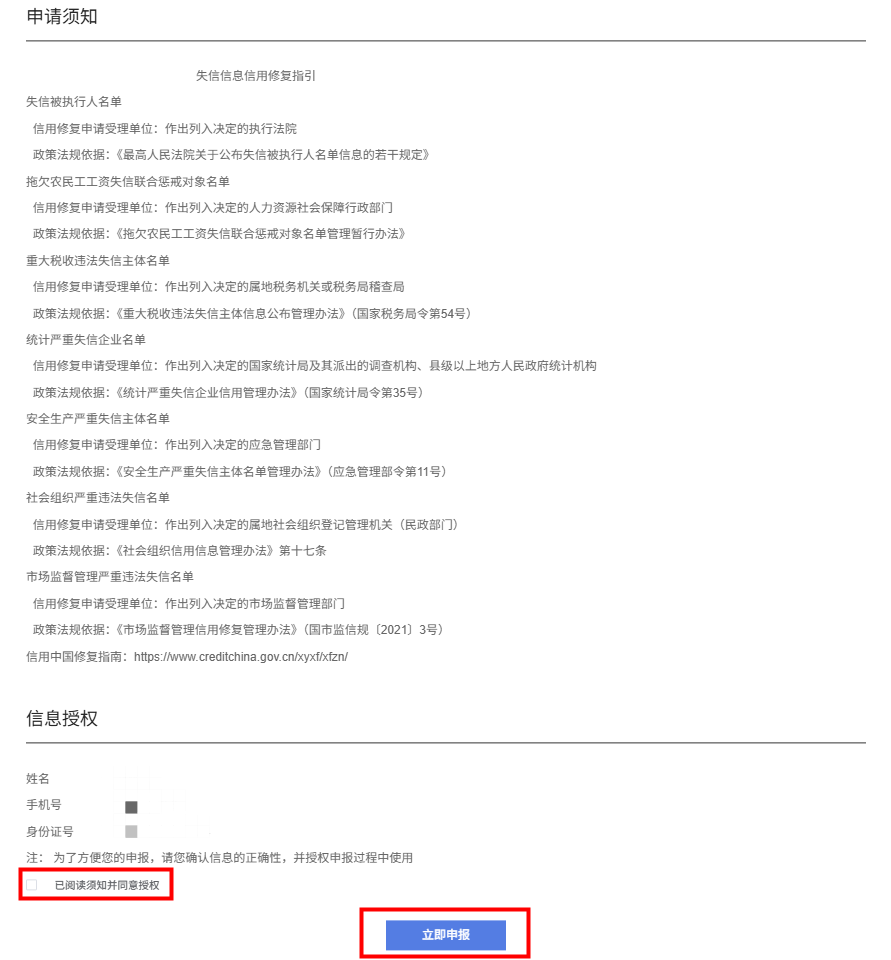 申请须知
失信信息信用修复指引
失信被执行人名单
信用修复申请受理单位：作出列入决定的执行法院
政策法规依据：《最高人民法院关于公布失信被执行人名单信息的若干规定》
拖欠农民工工资失信联合惩戒对象名单
信用修复申请受理单位：作出列入决定的人力资源社会保障行政部门
政策法规依据：《拖欠农民工工资失信联合惩戒对象名单管理暂行办法》
重大税收违法失信主体名单
信用修复申请受理单位：作出列入决定的属地税务机关或税务局稽查局
政策法规依据：《重大税收违法失信主体信息公布管理办法》（国家税务局令第54号）
统计严重失信企业名单
信用修复申请受理单位：作出列入决定的国家统计局及其派出的调查机构、县级以上地方人民政府统计机构
政策法规依据：《统计严重失信企业信用管理办法》（国家统计局令第35号）
安全生产严重失信主体名单
信用修复申请受理单位：作出列入决定的应急管理部门
政策法规依据：《安全生产严重失信主体名单管理办法》（应急管理部令第11号）
社会组织严重违法失信名单
信用修复申请受理单位：作出列入决定的属地社会组织登记管理机关（民政部门）
政策法规依据：《社会组织信用信息管理办法》第十七条
市场监督管理严重违法失信名单
信用修复申请受理单位：作出列入决定的市场监督管理部门
政策法规依据：《市场监督管理信用修复管理办法》（国市监信规〔2021〕3号）
信用中国修复指南：https://www.creditchina.gov.cn/xyxf/xfzn/
信息授权
姓名
手机号
身份证号
注： 为了方便您的申报，请您确认信息的正确性，并授权申报过程中使用
已阅读须知并同意授权
立即申报